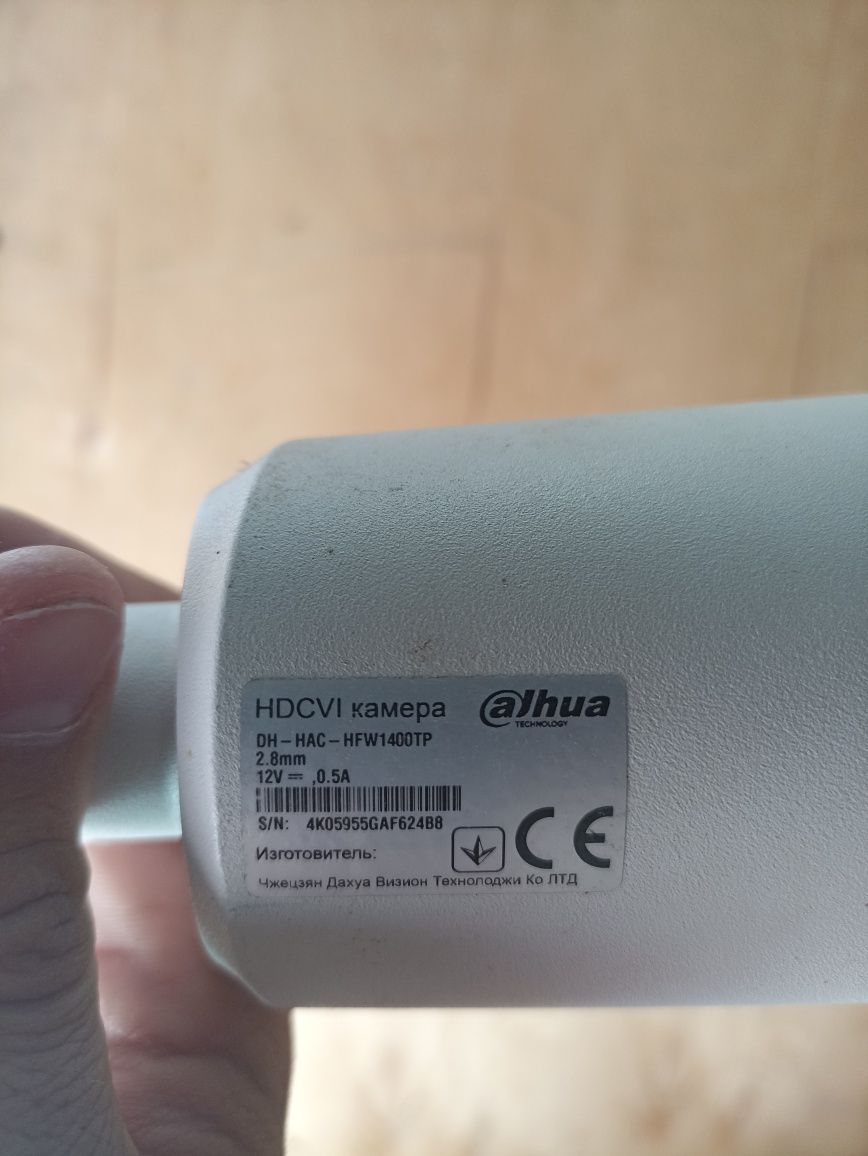 HDCVI камера
alhua
TECHNOLOGY
DH-HAC-HFW1400TP
2.8mm
12V ⎓ ,0.5A
S/N: 4K05955GAF624B8
Изготовитель:
CE
Чжецзян Дахуа Визион Технолоджи Ко ЛТД